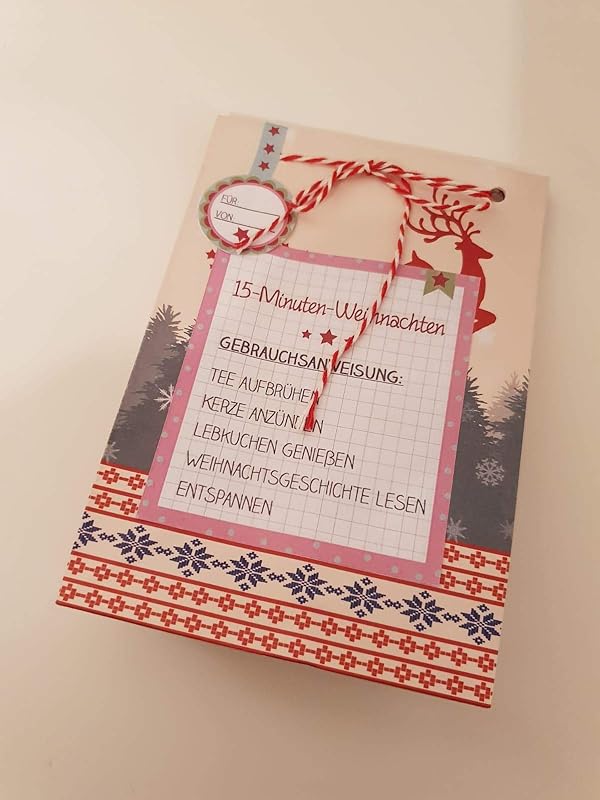 FÜR:
VON:
15-Minuten-Weihnachten
GEBRAUCHSANWEISUNG:
TEE AUFBRÜHEN
KERZE ANZÜNDEN
LEBKUCHEN GENIEßEN
WEIHNACHTSGESCHICHTE LESEN
ENTSPANNEN